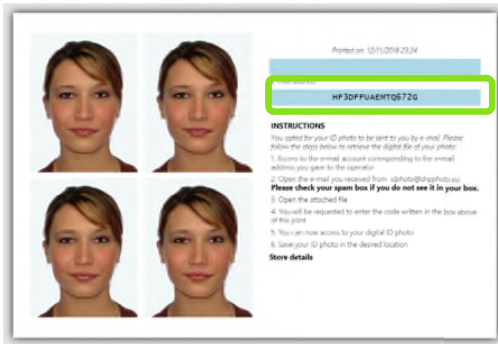 Printed on: 12/11/2018 23:24
E-mail address
HF3DFPUAEMTQ672G
INSTRUCTIONS
You opted for your ID photo to be sent to you by e-mail. Please
follow the steps below to retrieve the digital file of your photo:
1. Access to the e-mail account corresponding to the e-mail
address you gave to the operator
2. Open the e-mail you received from idphoto@dnpphoto.eu
Please check your spam box if you do not see it in your box.
3. Open the attached file
4. You will be requested to enter the code written in the box above
of this print
5. You can now access to your digital ID photo
6. Save your ID photo in the desired location
Store details